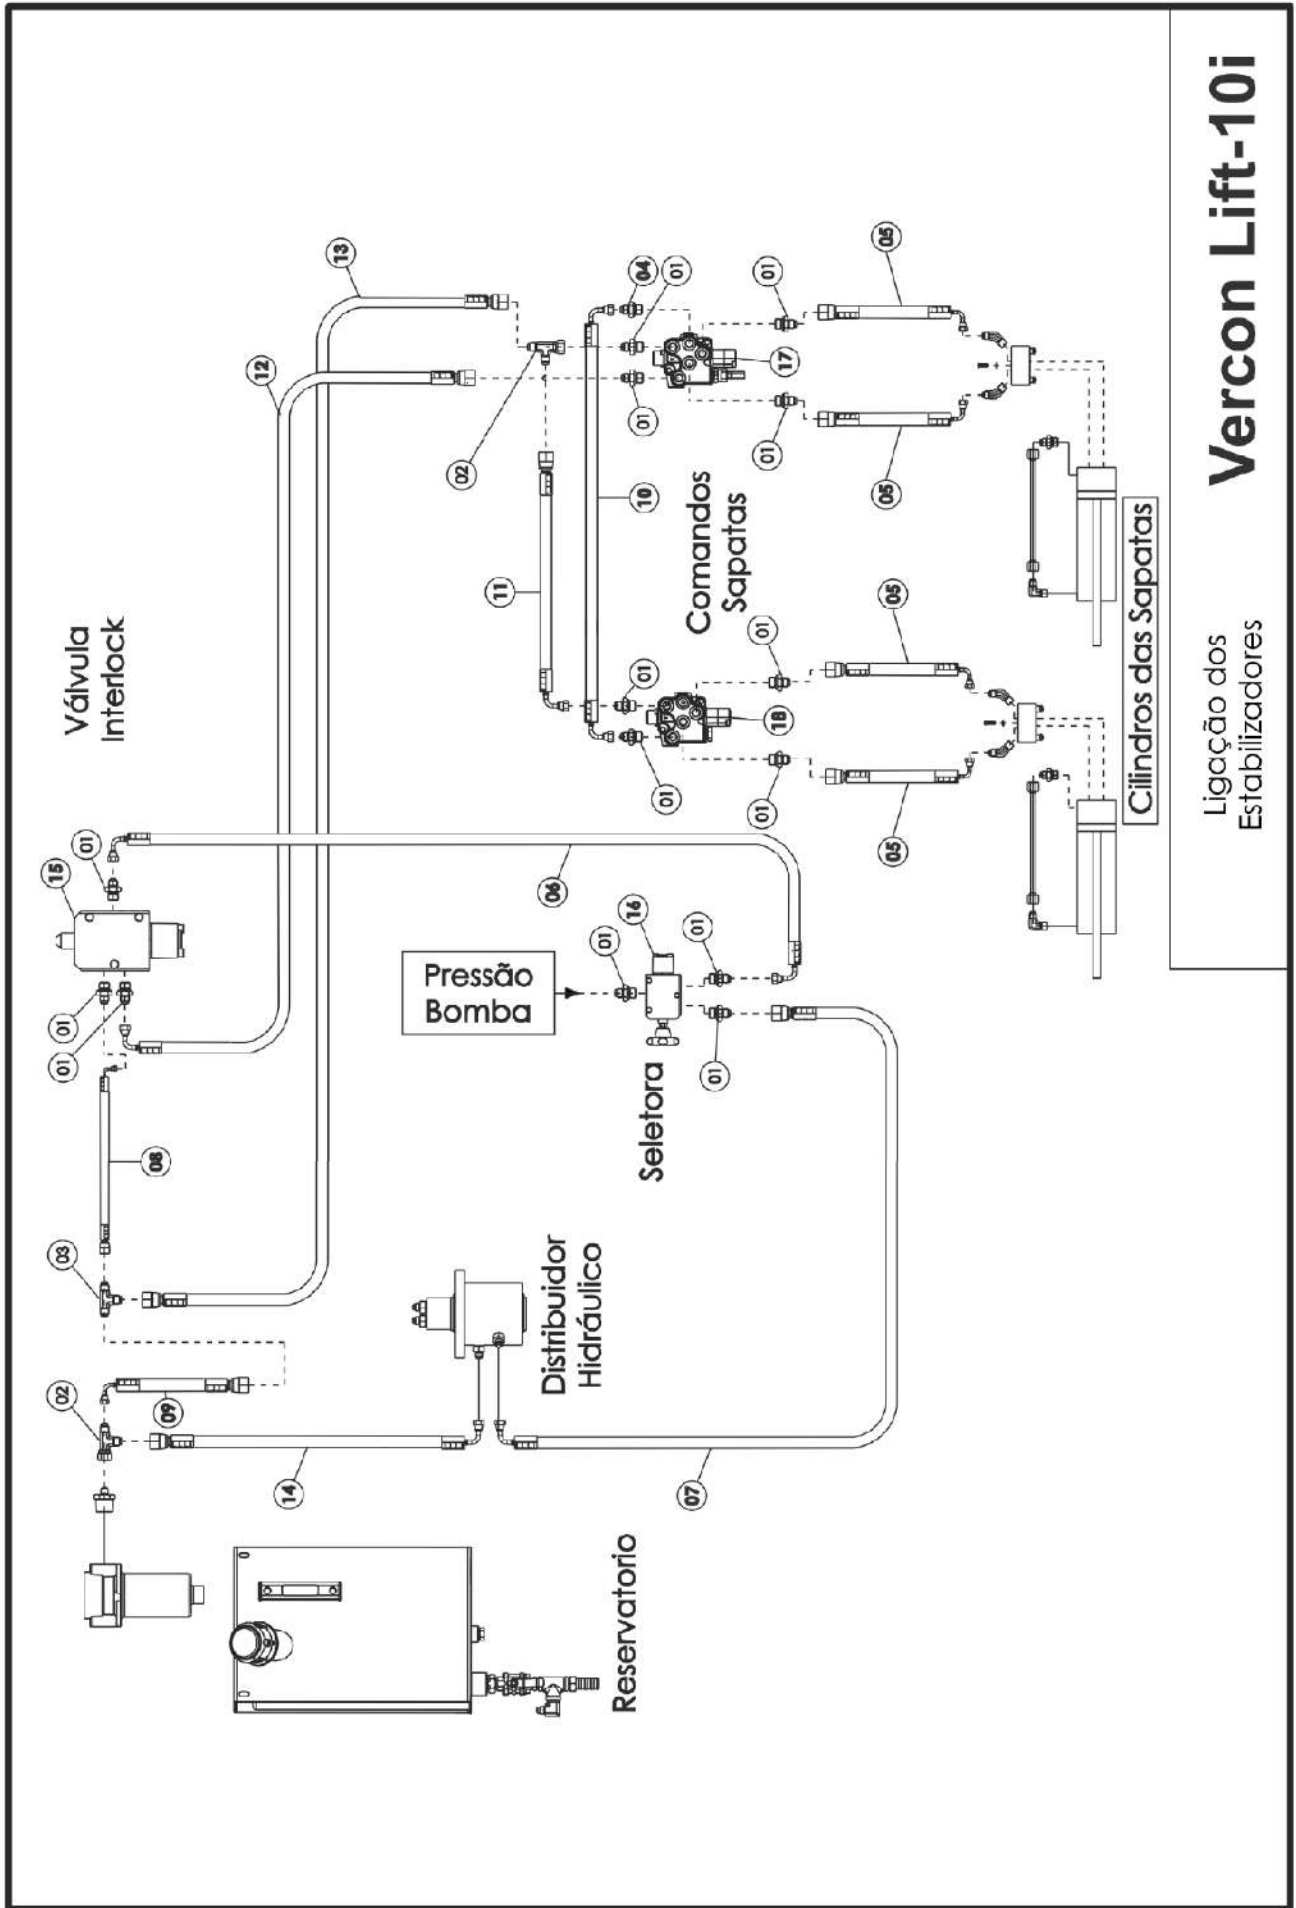 02
03
01
01
15
01
Válvula
Interlock
08
09
12
14
13
Pressão
Bomba
02
11
06
Distribuidor
Hidráulico
01
16
01
10
01
04
Reservatorio
Seletora
01
01
07
Comandos
Sapatas
01
01
01
01
01
01
18
17
05
05
05
05
Cilindros das Sapatas
Ligação dos
Estabilizadores
Vercon Lift-10i